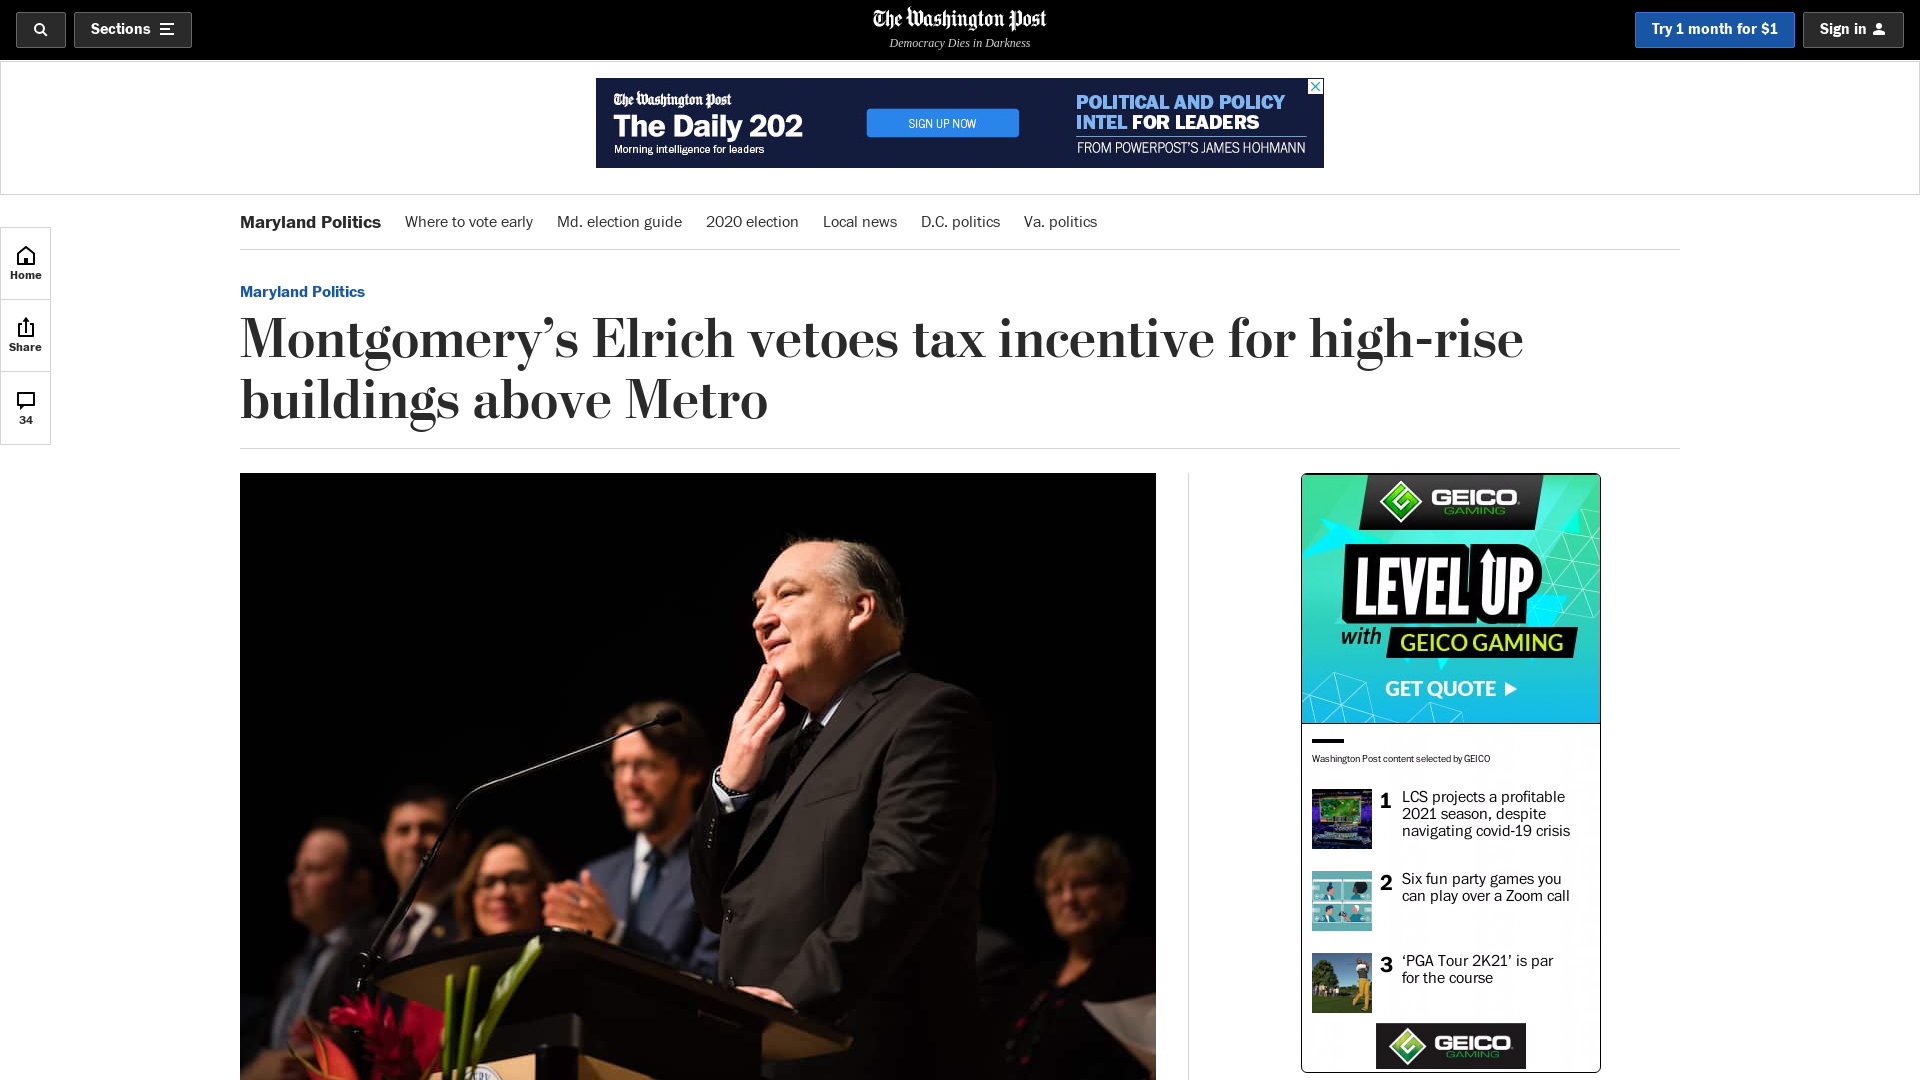 Sections
The Washington Post
Democracy Dies in Darkness
Try 1 month for $1
Sign in
The Washington Post
The Daily 202
Morning intelligence for leaders
SIGN UP NOW
POLITICAL AND POLICY
INTEL FOR LEADERS
FROM POWERPOST'S JAMES HOHMANN
Maryland Politics
Where to vote early
Md. election guide
2020 election
Local news
D.C. politics
Va. politics
Home
Share
34
Maryland Politics
Montgomery’s Elrich vetoes tax incentive for high-rise
buildings above Metro
GEICO
GAMING
LEVEL UP
with GEICO GAMING
GET QUOTE
Washington Post content selected by GEICO
1 LCS projects a profitable
2021 season, despite
navigating covid-19 crisis
2 Six fun party games you
can play over a Zoom call
3 ‘PGA Tour 2K21’ is par
for the course
GEICO
GAMING